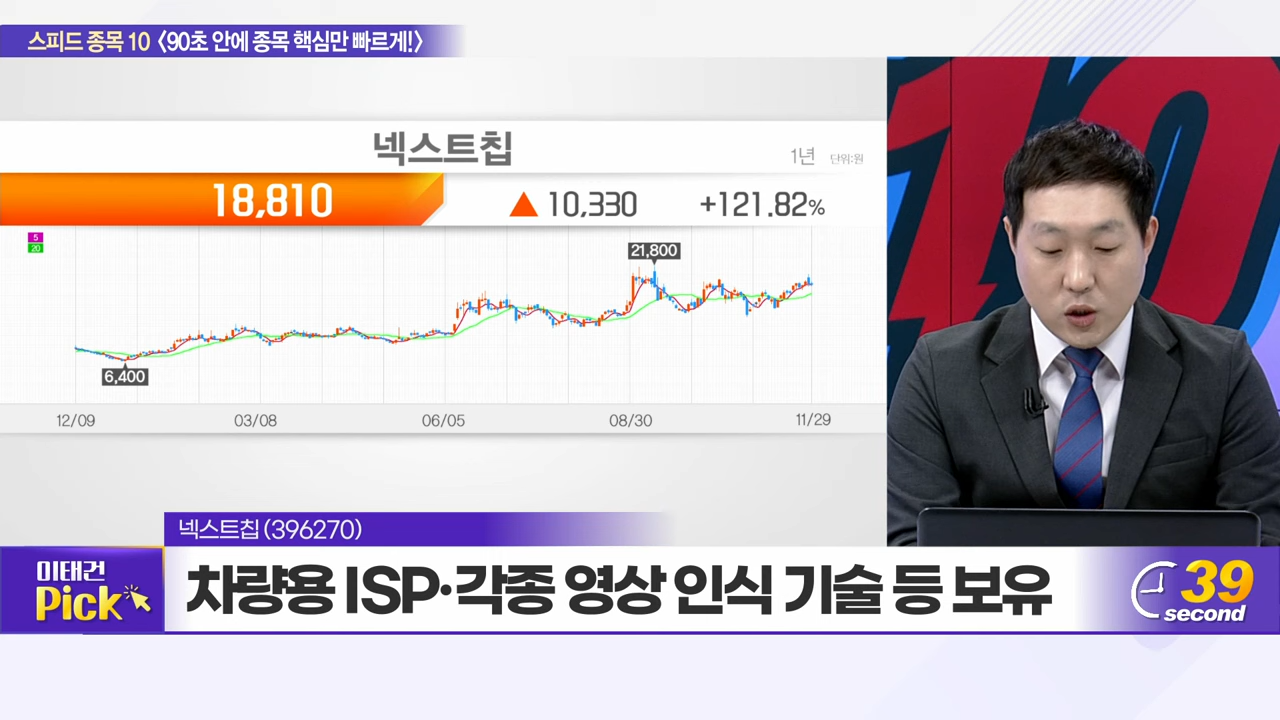 스피드 종목 10 〈90초 안에 종목 핵심만 빠르게!〉
넥스트칩
1년 단위:원
18,810 ▲ 10,330 +121.82%
5
20
21,800
6,400
12/09 03/08 06/05 08/30 11/29
넥스트칩 (396270)
이태건
Pick
차량용 ISP·각종 영상 인식 기술 등 보유
39
second
10